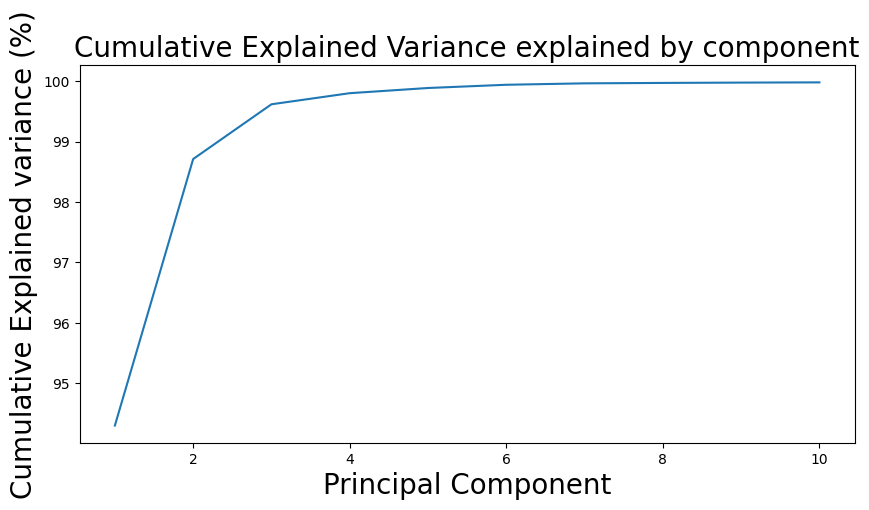 Cumulative Explained Variance explained by component
Cumulative Explained variance (%)
100
99
98
97
96
95
2 4 6 8 10
Principal Component